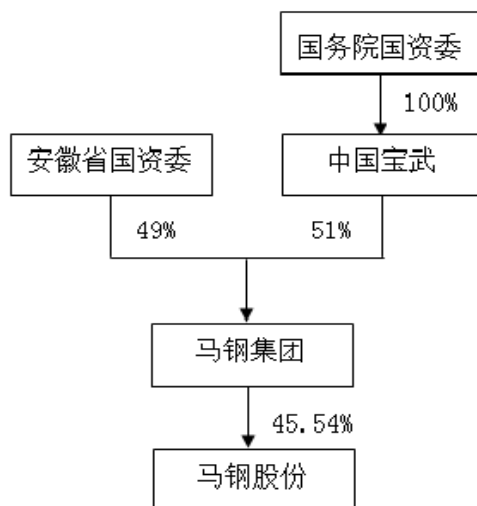 国务院国资委
100%
安徽省国资委
中国宝武
49%
51%
马钢集团
45.54%
马钢股份